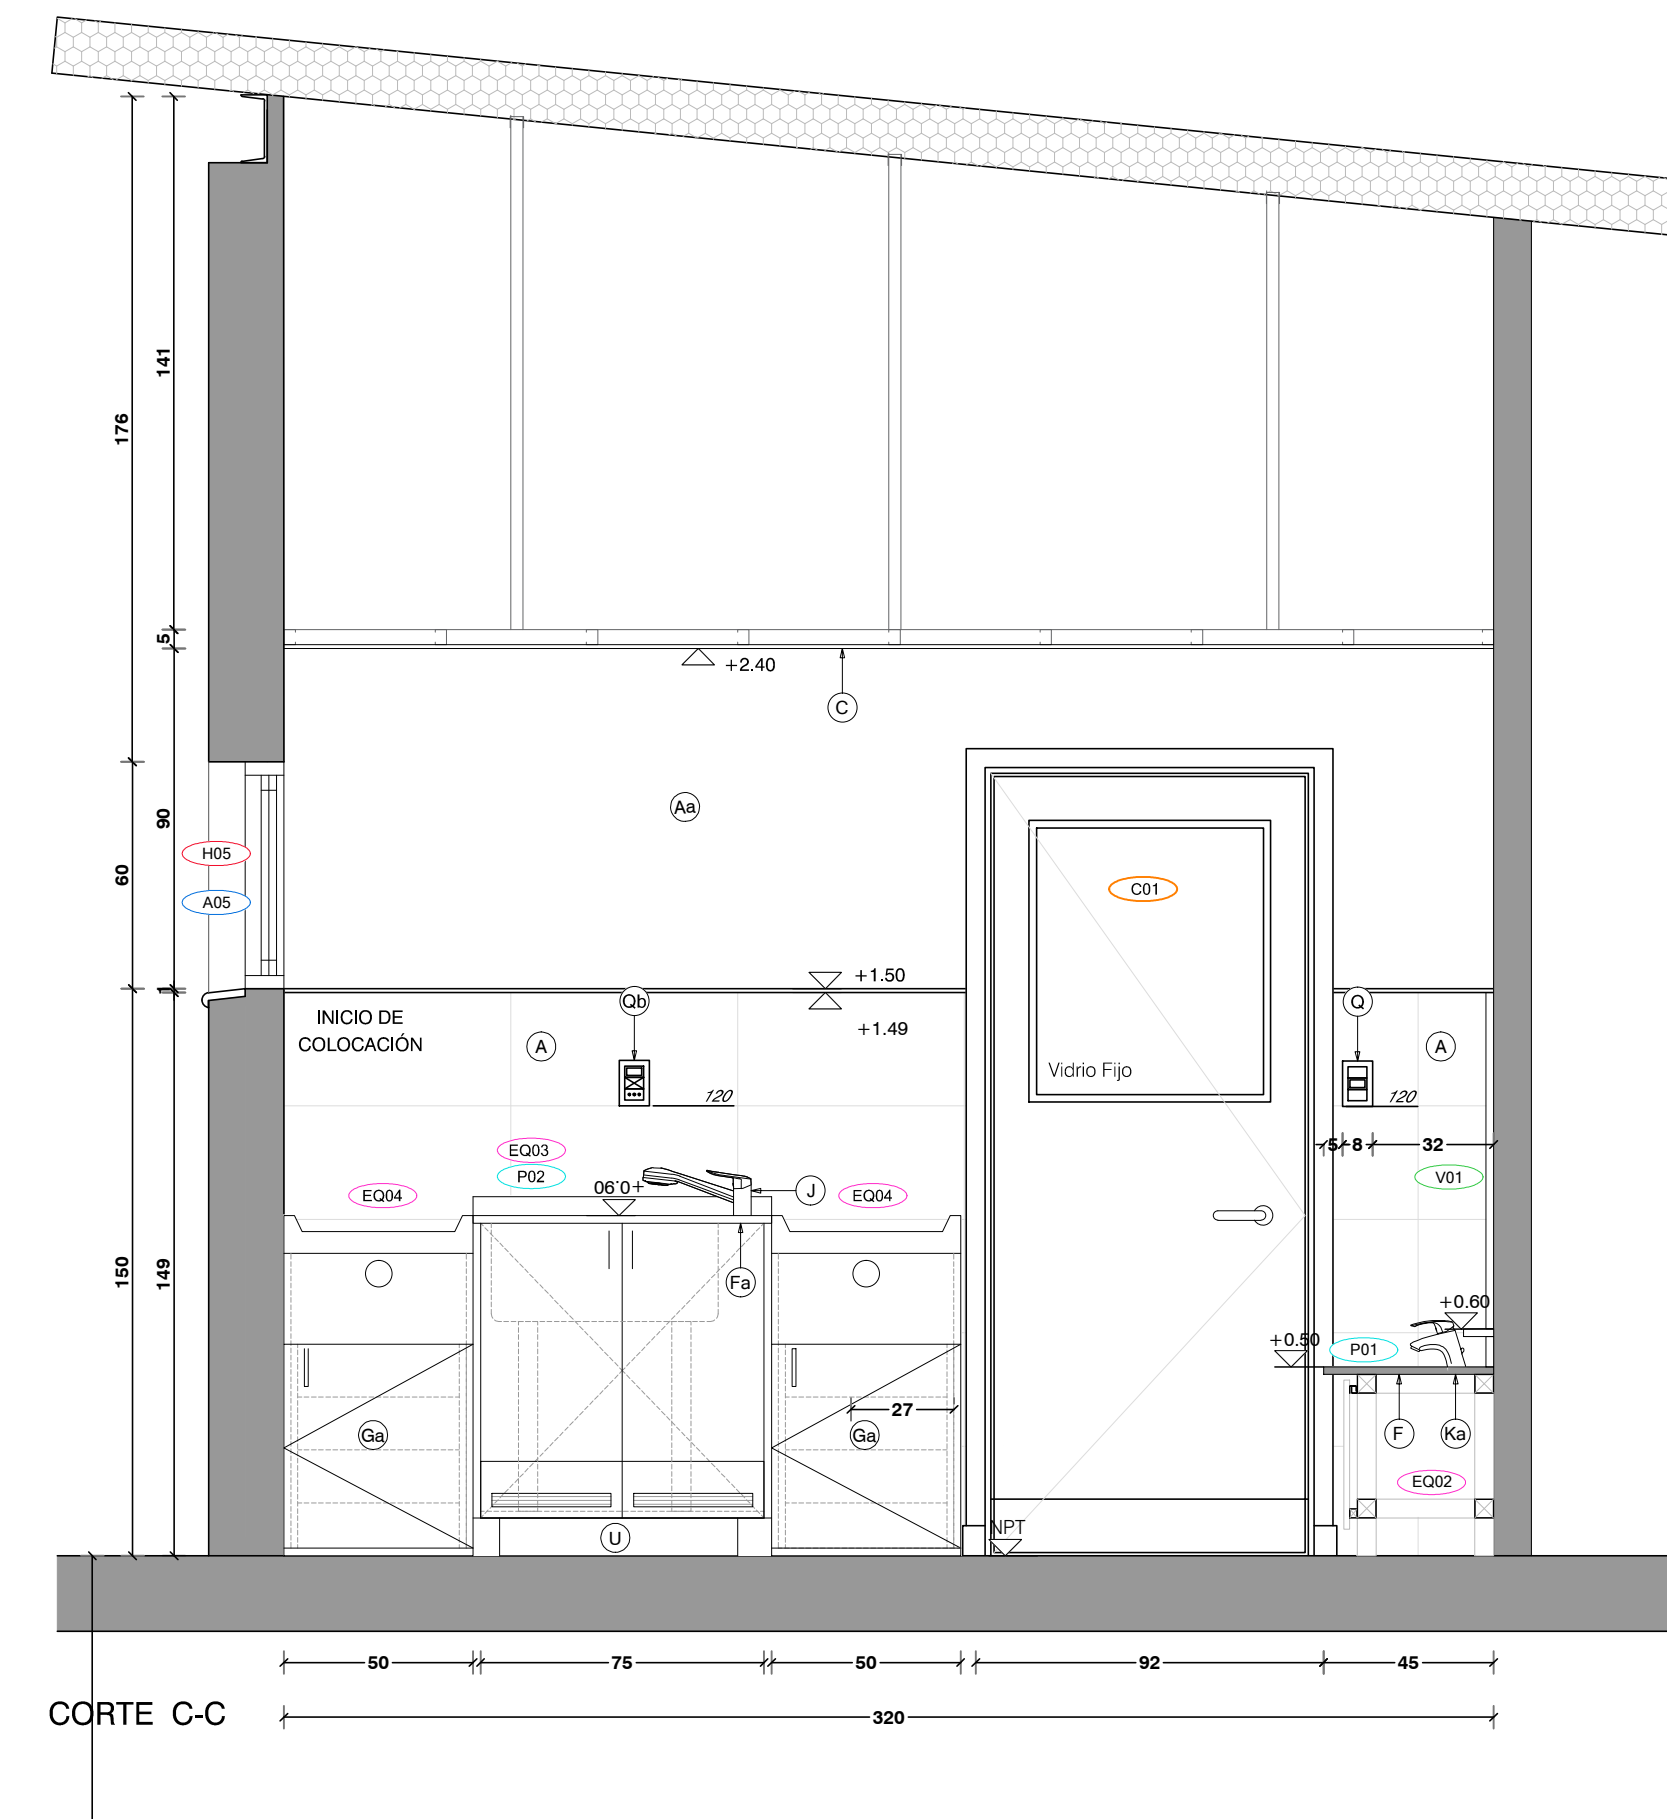 141
176
5
+2.40
C
Aa
90
60
H05
A05
C01
+1.50
+1.49
1
INICIO DE
COLOCACIÓN
A
Qb
120
Vidrio Fijo
Q
A
120
5
8
32
EQ03
P02
EQ04
+0.90
J
EQ04
V01
150
149
Fa
+0.60
+0.50
P01
27
Ga
Ga
F
Ka
EQ02
U
NPT
50
75
50
92
45
320
CORTE C-C